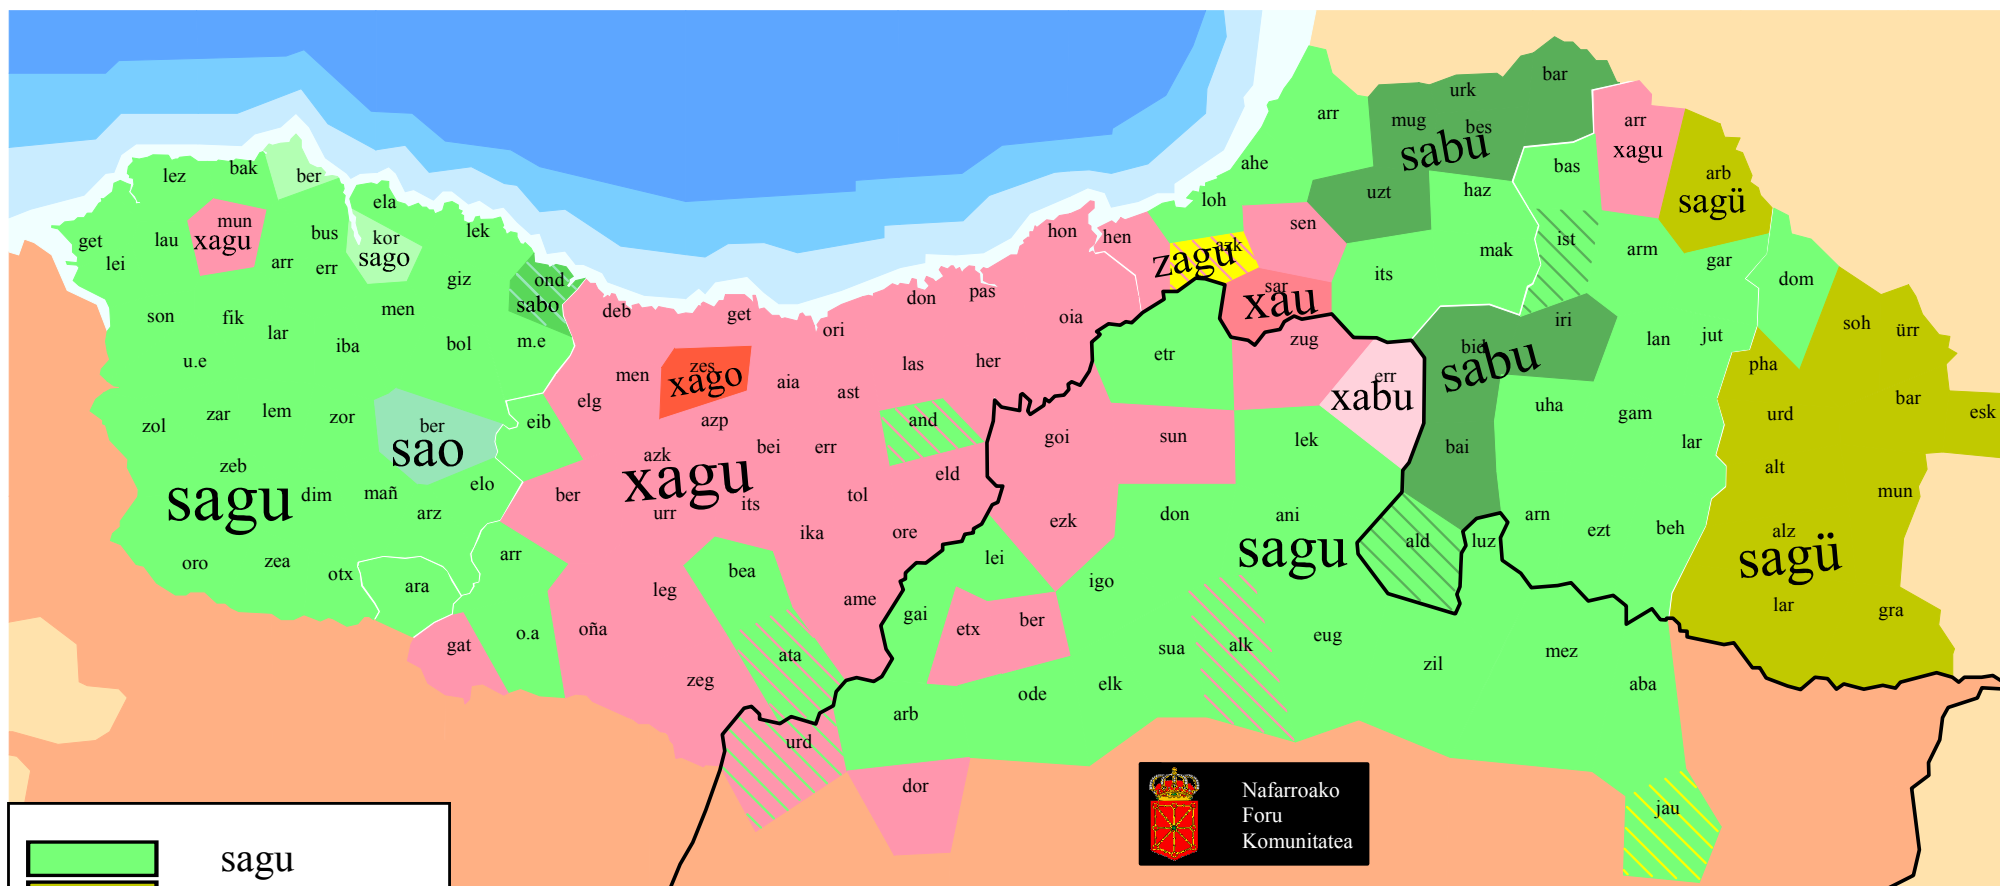 bar
urk
arr
mug
bes
arr
sabu
xagu
bak
lez
ber
ahe
bas
arb
uzt
haz
sagü
ela
loh
mun
xagu
lau
get
lei
bus
kor
sago
lek
arr
err
giz
ond
sabo
hon
hen
azk
zagu
sen
ist
mak
arm
gar
its
dom
sar
xau
son
fik
lar
men
iba
bol
m.e
u.e
deb
get
don
pas
ori
oia
etr
zug
iri
lan
jut
soh
ürr
bid
sabu
zes
xago
men
aia
las
her
err
xabu
pha
elg
ast
azp
and
uha
gam
urd
bar
esk
zol
zar
lem
zor
ber
sao
eib
azk
xagu
bei
err
goi
sun
lek
bai
lar
zeb
sagu
dim
mañ
elo
arz
ber
urr
its
tol
eld
alt
mun
ika
ore
ezk
don
ani
sagu
ald
luz
arn
ezt
beh
alz
sagü
oro
zea
otx
ara
arr
bea
lei
igo
leg
ame
gai
etx
ber
lar
gra
gat
o.a
oña
ata
sua
alk
eug
zil
mez
zeg
ode
elk
aba
arb
urd
dor
jau
Nafarroako
Foru
Komunitatea
sagu